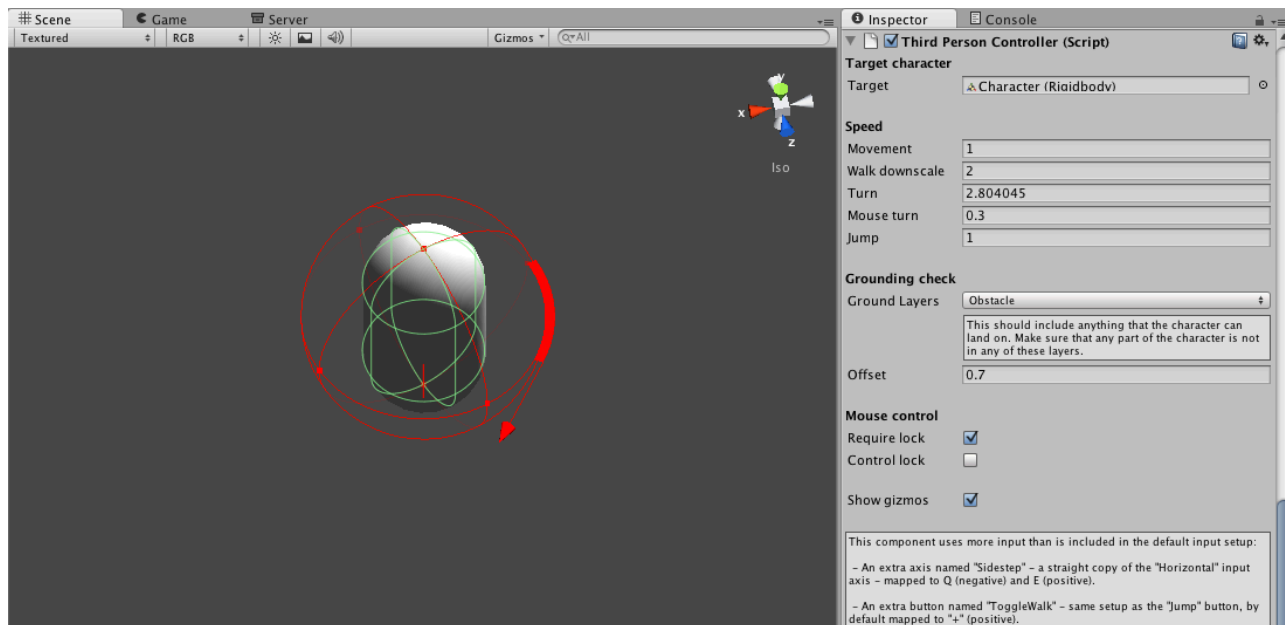 Scene
Game
Server
Textured
RGB
Gizmos
All
y
x
z
Iso
Inspector
Console
Third Person Controller (Script)
Target character
Target Character (Rigidbody)
Speed
Movement 1
Walk downscale 2
Turn 2.804045
Mouse turn 0.3
Jump 1
Grounding check
Ground Layers Obstacle
This should include anything that the character can
land on. Make sure that any part of the character is not
in any of these layers.
Offset 0.7
Mouse control
Require lock
Control lock
Show gizmos
This component uses more input than is included in the default input setup:
- An extra axis named "Sidestep" - a straight copy of the "Horizontal" input
axis - mapped to Q (negative) and E (positive).
- An extra button named "ToggleWalk" - same setup as the "Jump" button, by
default mapped to "+" (positive).